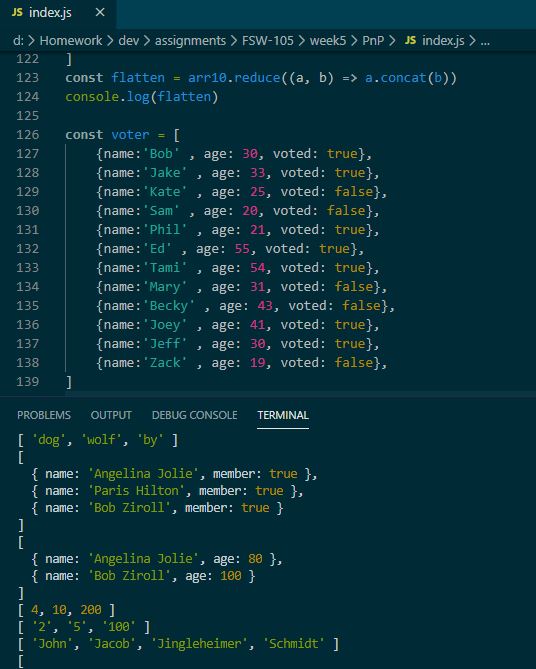 JS index.js ×
d: > Homework > dev > assignments > FSW-105 > week5 > PnP > JS index.js > ...
122 ]
123 const flatten = arr10.reduce((a, b) => a.concat(b))
124 console.log(flatten)
125
126 const voter = [
127 {name:'Bob' , age: 30, voted: true},
128 {name:'Jake' , age: 33, voted: true},
129 {name:'Kate' , age: 25, voted: false},
130 {name:'Sam' , age: 20, voted: false},
131 {name:'Phil' , age: 21, voted: true},
132 {name:'Ed' , age: 55, voted: true},
133 {name:'Tami' , age: 54, voted: true},
134 {name:'Mary' , age: 31, voted: false},
135 {name:'Becky' , age: 43, voted: false},
136 {name:'Joey' , age: 41, voted: true},
137 {name:'Jeff' , age: 30, voted: true},
138 {name:'Zack' , age: 19, voted: false},
139 ]
PROBLEMS OUTPUT DEBUG CONSOLE TERMINAL
[ 'dog', 'wolf', 'by' ]
[
{ name: 'Angelina Jolie', member: true },
{ name: 'Paris Hilton', member: true },
{ name: 'Bob Ziroll', member: true }
]
[
{ name: 'Angelina Jolie', age: 80 },
{ name: 'Bob Ziroll', age: 100 }
]
[ 4, 10, 200 ]
[ '2', '5', '100' ]
[ 'John', 'Jacob', 'Jingleheimer', 'Schmidt' ]
[